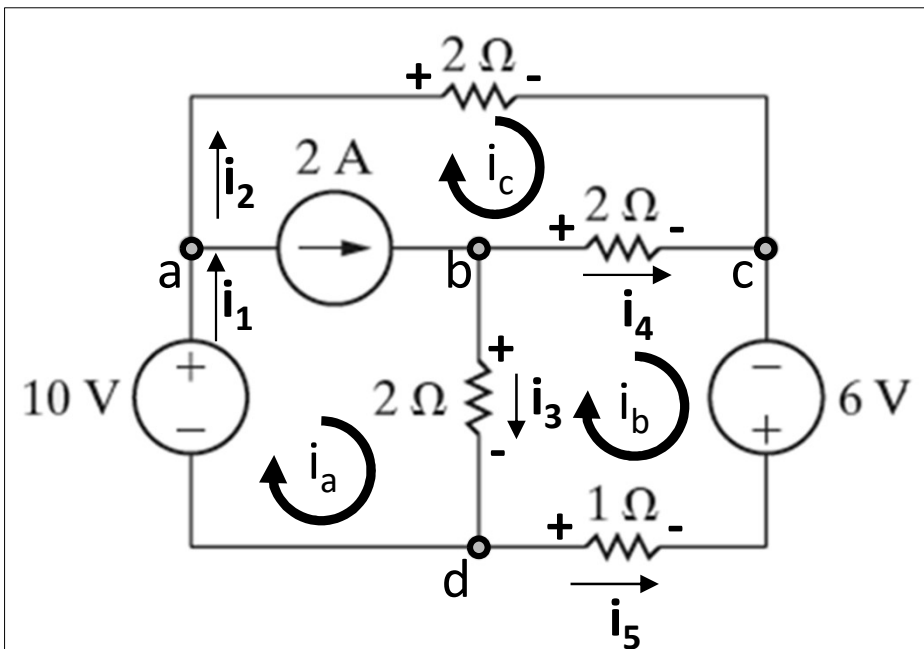 + 2 Ω -
2 A
i2
ic
+ 2 Ω -
a
b
c
i1
i4
+
10 V
+
−
2 Ω
+
i3
-
ia
ib
−
+
6 V
+ 1 Ω -
d
i5